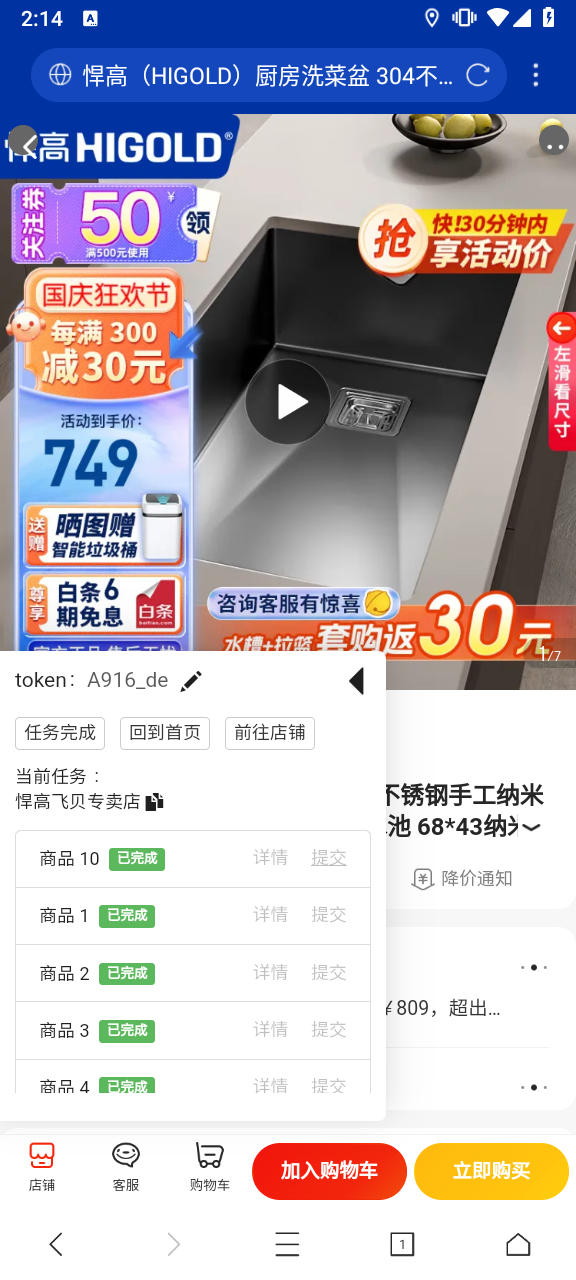 2:14
A
悍高（HIGOLD）厨房洗菜盆 304不...
悍高HIGOLD®
关注券
50
¥
领
满500元使用
抢
快!30分钟内
享活动价
国庆狂欢节
每满 300
减30元
左滑看尺寸
活动到手价:
749
送赠
晒图赠
智能垃圾桶
尊享
白条6
期免息
白条
咨询客服有惊喜
水槽+拉篮 套购返30元
1/7
token: A916_de
任务完成
回到首页
前往店铺
当前任务：
悍高飞贝专卖店
不锈钢手工纳米
池 68*43纳米
降价通知
商品 10 已完成 详情 提交
商品 1 已完成 详情 提交
商品 2 已完成 详情 提交
¥809，超出...
商品 3 已完成 详情 提交
商品 4 已完成 详情 提交
店铺
客服
购物车
加入购物车
立即购买
1